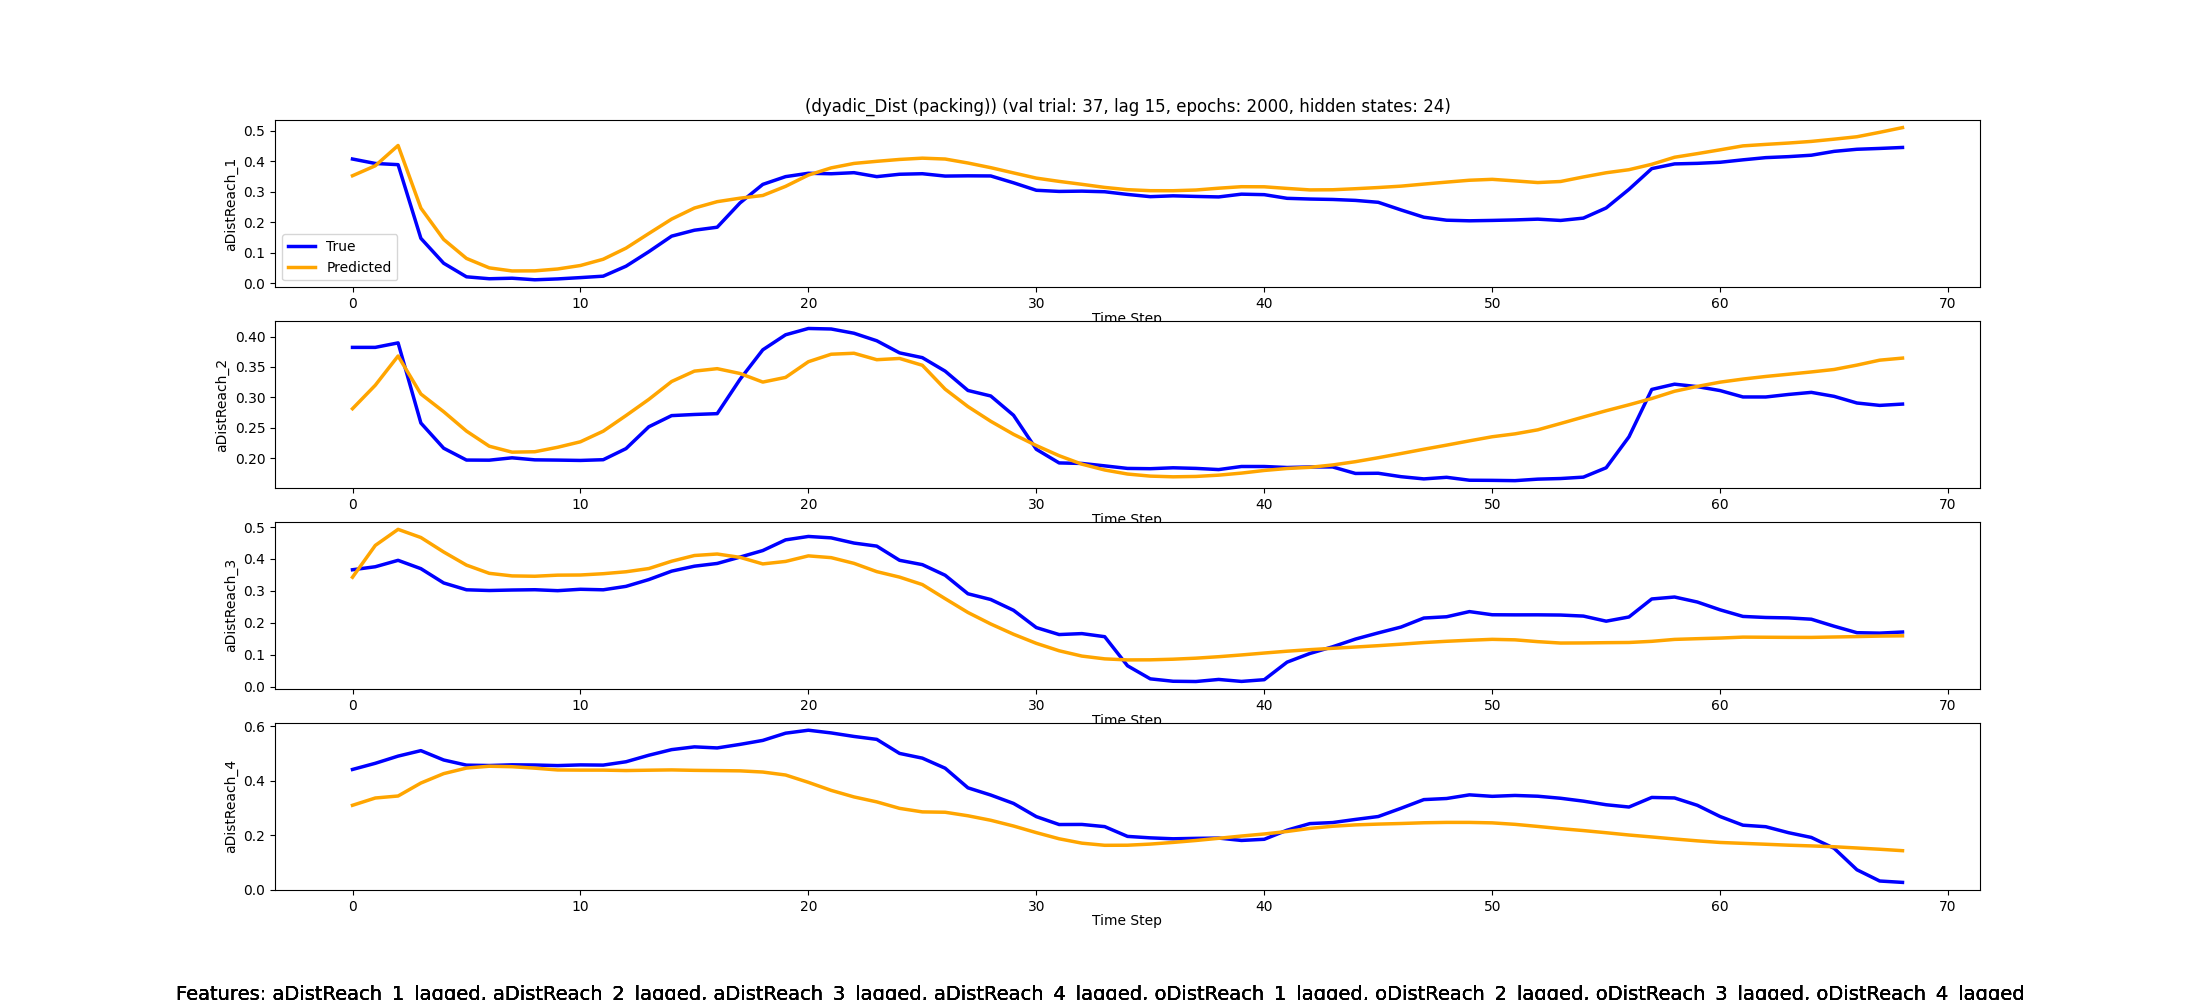 (dyadic_Dist (packing)) (val trial: 37, lag 15, epochs: 2000, hidden states: 24)
aDistReach_1
0.5
0.4
0.3
0.2
0.1
0.0
True
Predicted
0 10 20 30 40 50 60 70
Time Step
aDistReach_2
0.40
0.35
0.30
0.25
0.20
0 10 20 30 40 50 60 70
Time Step
aDistReach_3
0.5
0.4
0.3
0.2
0.1
0.0
0 10 20 30 40 50 60 70
Time Step
aDistReach_4
0.6
0.4
0.2
0.0
0 10 20 30 40 50 60 70
Time Step
Features: aDistReach_1_lagged, aDistReach_2_lagged, aDistReach_3_lagged, aDistReach_4_lagged, oDistReach_1_lagged, oDistReach_2_lagged, oDistReach_3_lagged, oDistReach_4_lagged